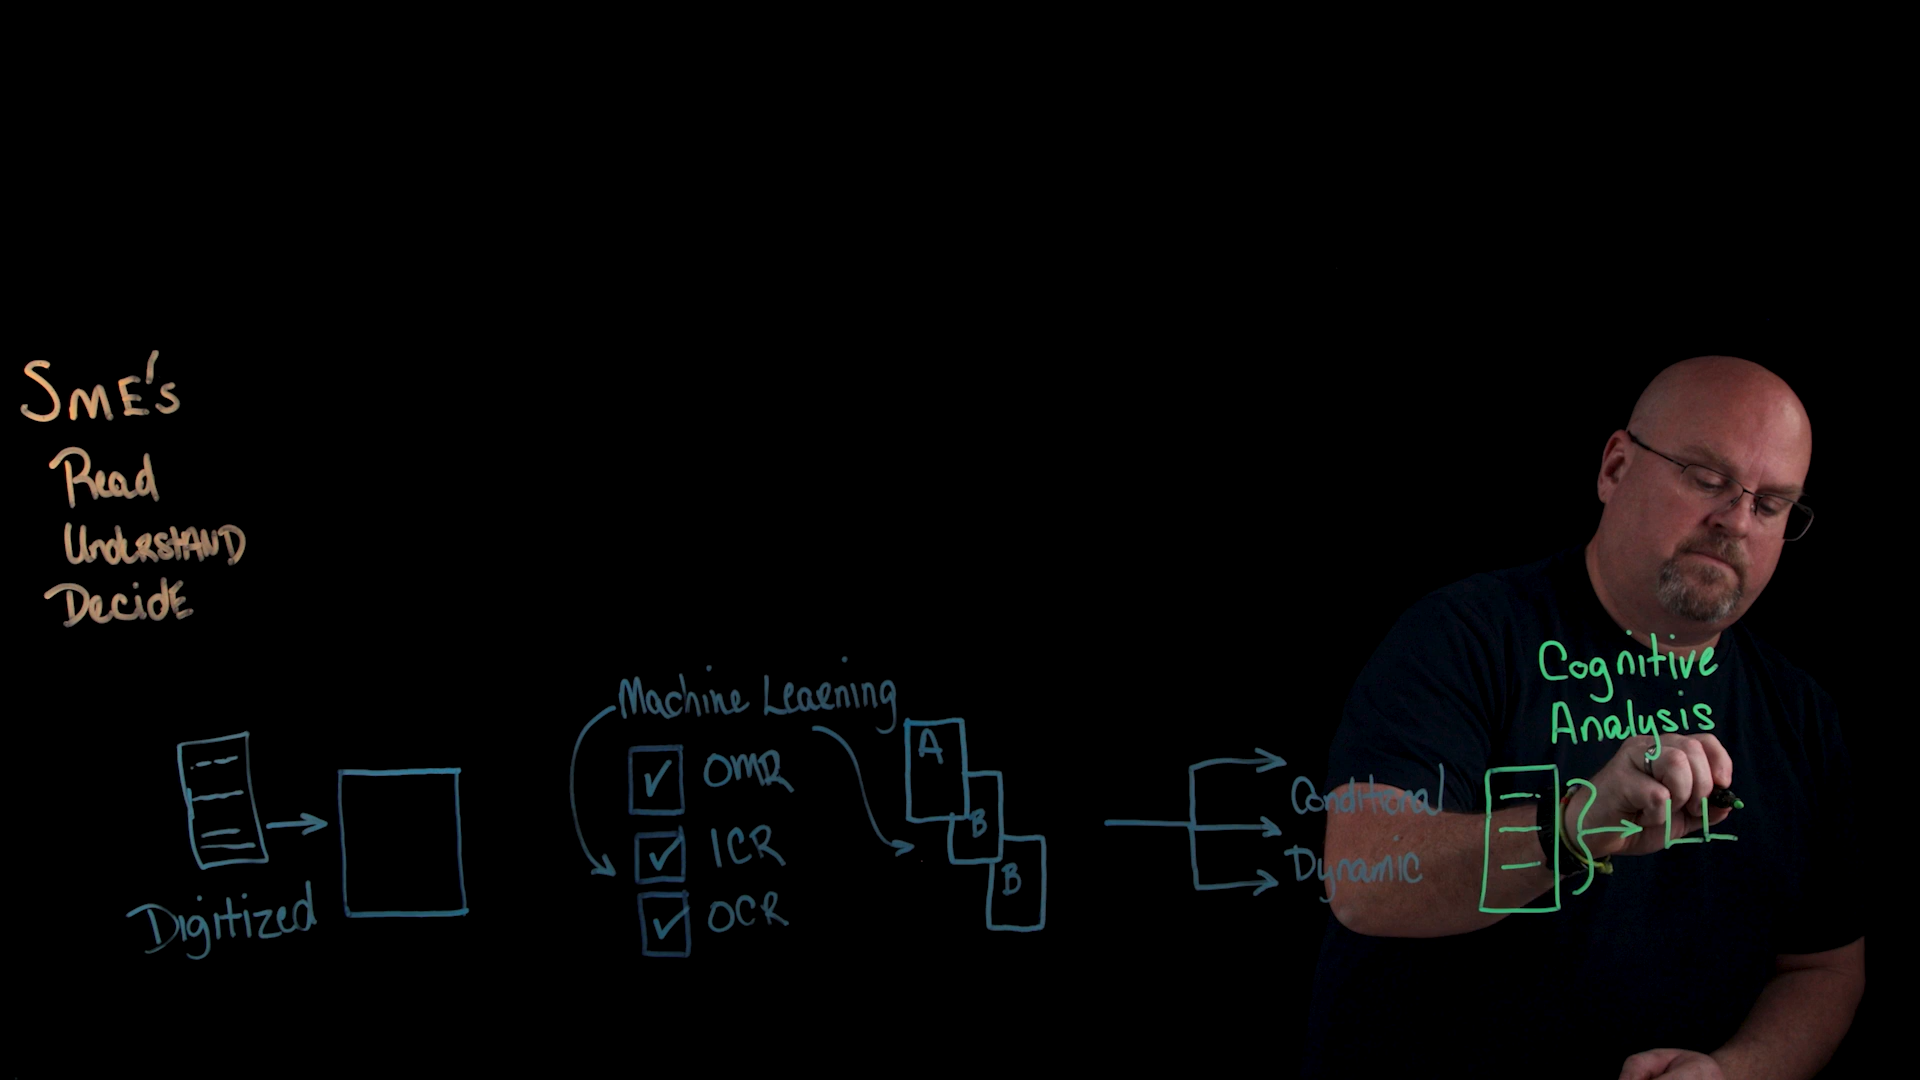 SME's
Read
Understand
Decide
Digitized
Machine Learning
OMR
ICR
OCR
A
B
B
Conditional
Dynamic
Cognitive
Analysis
LL